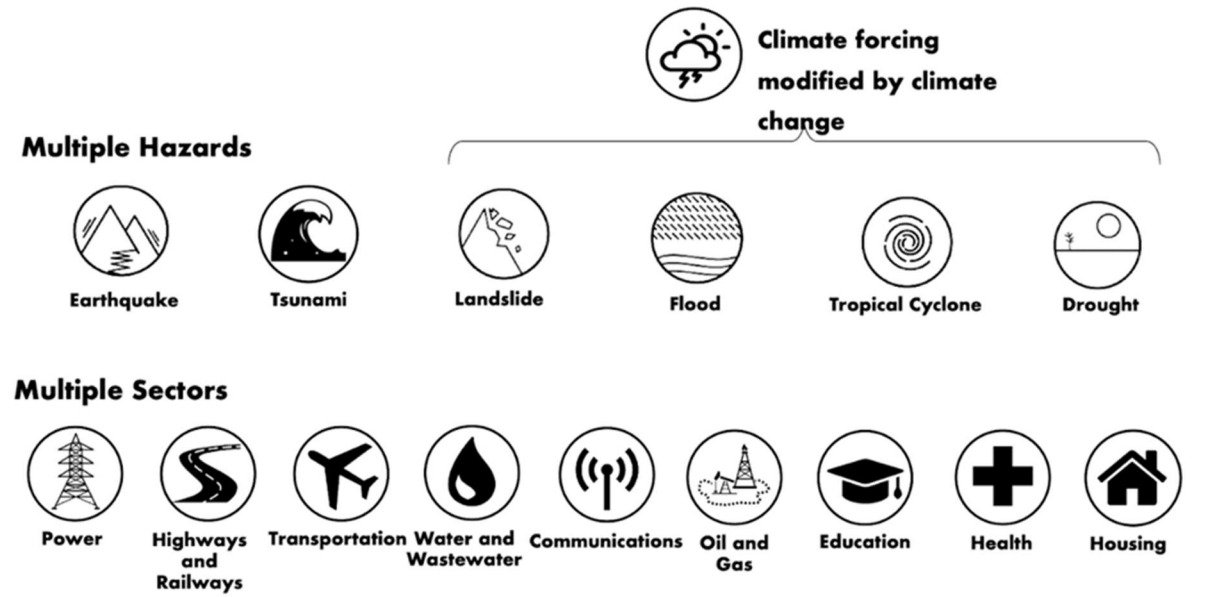 Climate forcing
modified by climate
change
Multiple Hazards
Earthquake
Tsunami
Landslide
Flood
Tropical Cyclone
Drought
Multiple Sectors
Power
Highways
and
Railways
Transportation
Water and
Wastewater
Communications
Oil and
Gas
Education
Health
Housing